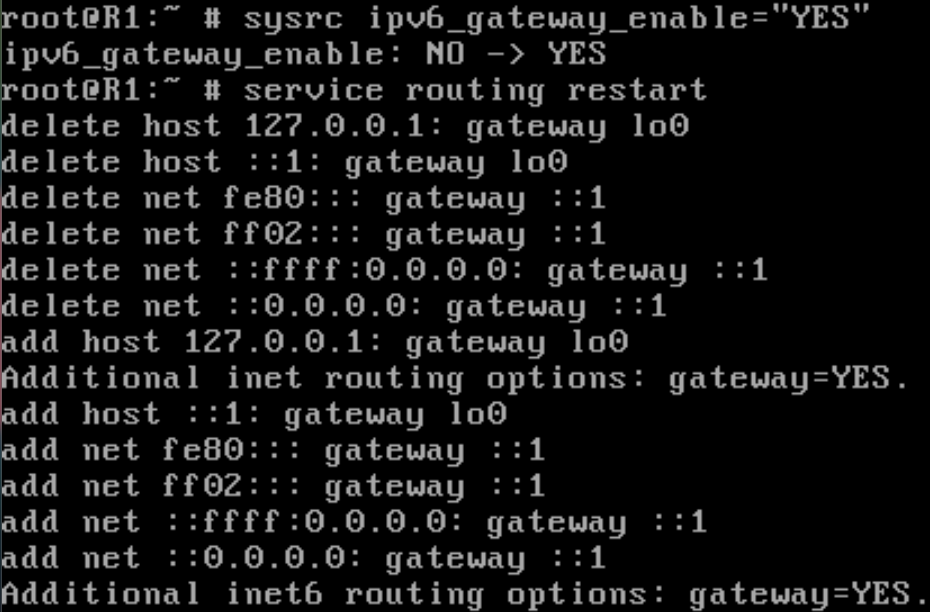 root@R1:~ # sysrc ipv6_gateway_enable="YES"
ipv6_gateway_enable: NO -> YES
root@R1:~ # service routing restart
delete host 127.0.0.1: gateway lo0
delete host ::1: gateway lo0
delete net fe80::: gateway ::1
delete net ff02::: gateway ::1
delete net ::ffff:0.0.0.0: gateway ::1
delete net ::0.0.0.0: gateway ::1
add host 127.0.0.1: gateway lo0
Additional inet routing options: gateway=YES.
add host ::1: gateway lo0
add net fe80::: gateway ::1
add net ff02::: gateway ::1
add net ::ffff:0.0.0.0: gateway ::1
add net ::0.0.0.0: gateway ::1
Additional inet6 routing options: gateway=YES.